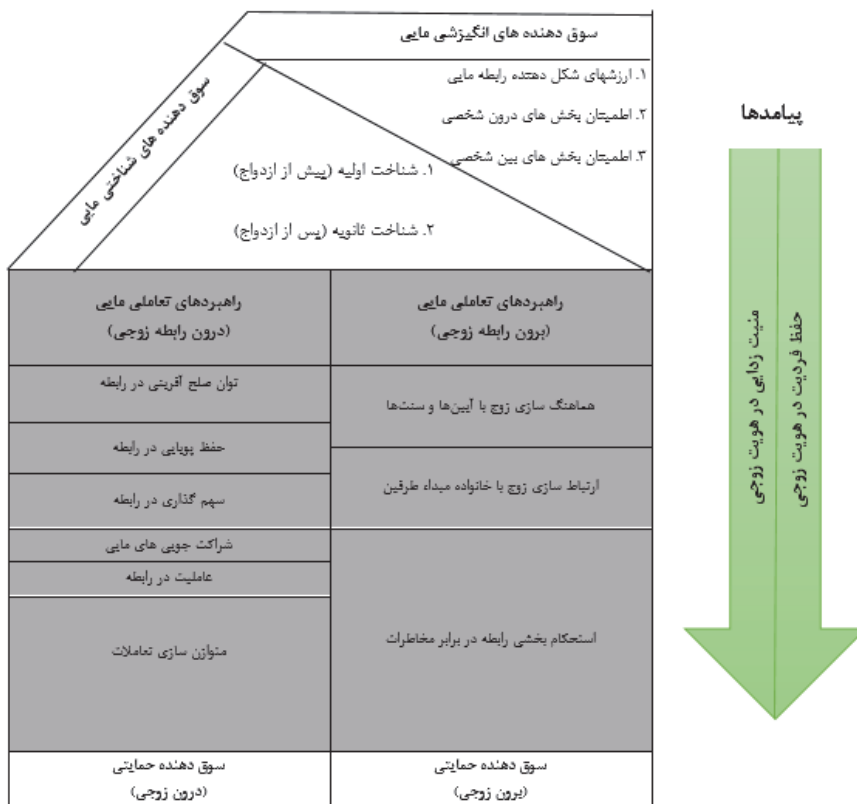 سوق دهنده های انگیزشی مایی
۱. ارزشهای شکل دهنده رابطه مایی
۲. اطمینان بخش های درون شخصی
۳. اطمینان بخش های بین شخصی
سوق دهنده های شناختی مایی
۱. شناخت اولیه (پیش از ازدواج)
۲. شناخت ثانویه (پس از ازدواج)
راهبردهای تعاملی مایی
(برون رابطه زوجی)
هماهنگ سازی زوج با آیین‌ها و سنت‌ها
ارتباط سازی زوج با خانواده مبداء طرفین
استحکام بخشی رابطه در برابر مخاطرات
سوق دهنده حمایتی
(برون زوجی)
راهبردهای تعاملی مایی
(درون رابطه زوجی)
توان صلح آفرینی در رابطه
حفظ پویایی در رابطه
سهم گذاری در رابطه
شراکت جویی های مایی
عاملیت در رابطه
متوازن سازی تعاملات
سوق دهنده حمایتی
(درون زوجی)
پیامدها
حفظ فردیت در هویت زوجی
منیت زدایی در هویت زوجی